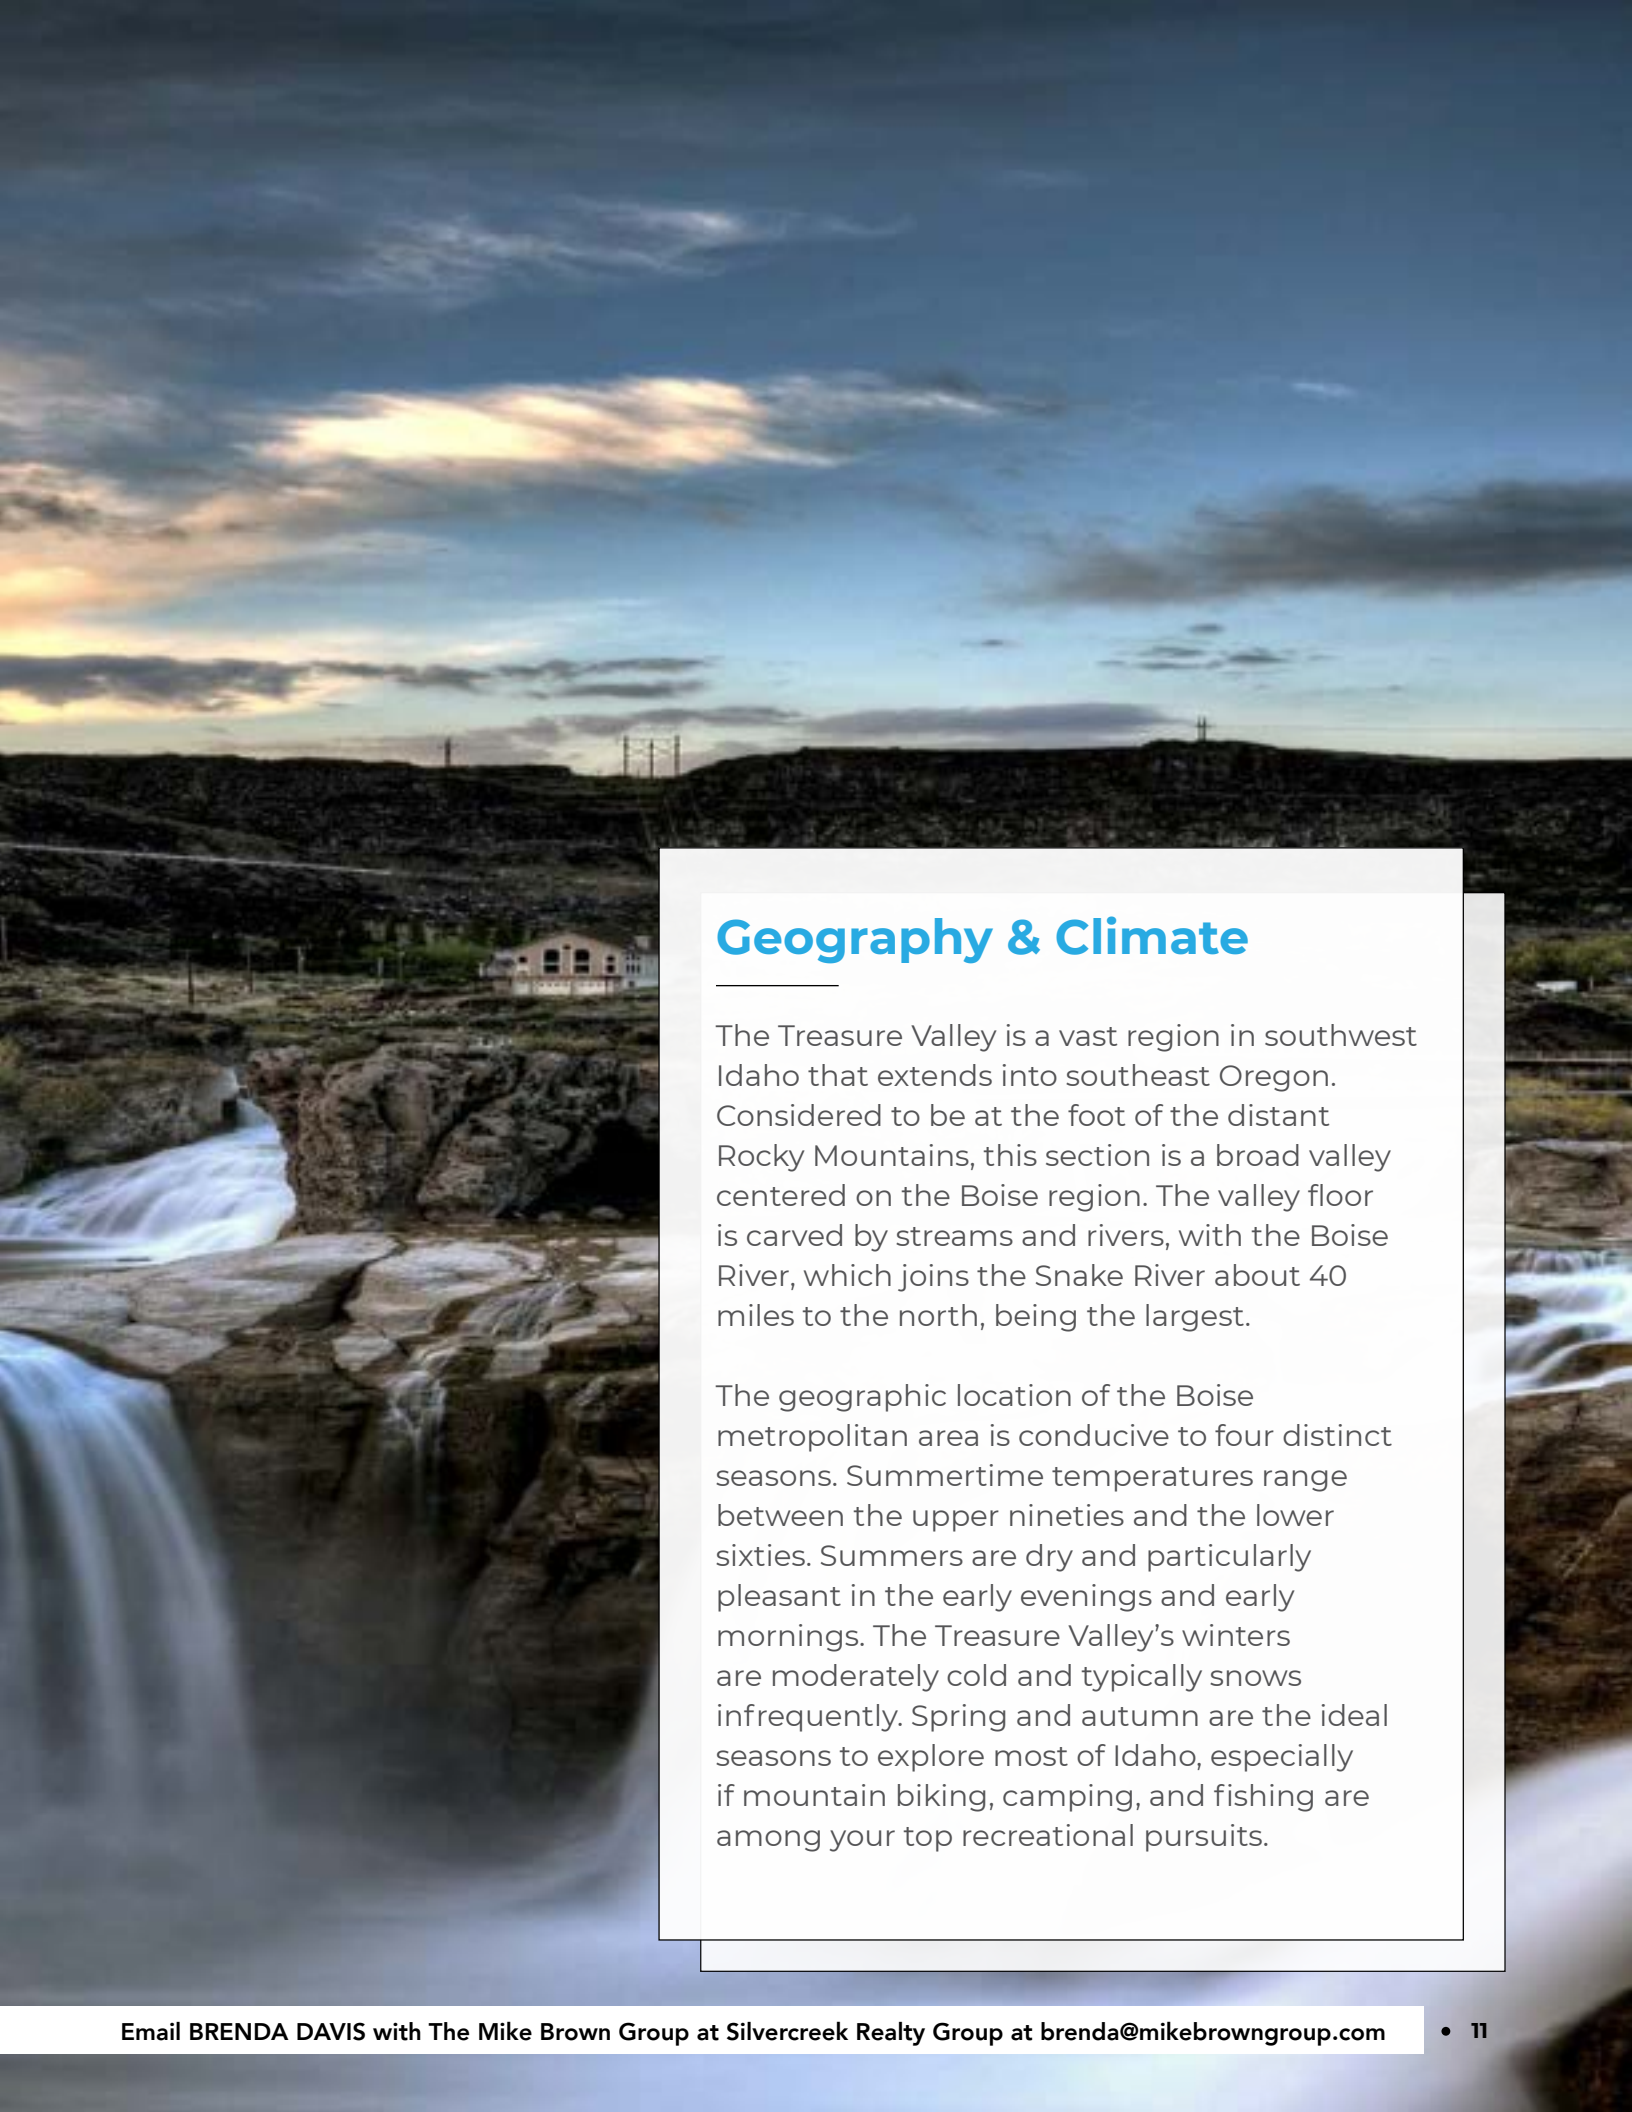 Geography & Climate
The Treasure Valley is a vast region in southwest
Idaho that extends into southeast Oregon.
Considered to be at the foot of the distant
Rocky Mountains, this section is a broad valley
centered on the Boise region. The valley floor
is carved by streams and rivers, with the Boise
River, which joins the Snake River about 40
miles to the north, being the largest.
The geographic location of the Boise
metropolitan area is conducive to four distinct
seasons. Summertime temperatures range
between the upper nineties and the lower
sixties. Summers are dry and particularly
pleasant in the early evenings and early
mornings. The Treasure Valley’s winters
are moderately cold and typically snows
infrequently. Spring and autumn are the ideal
seasons to explore most of Idaho, especially
if mountain biking, camping, and fishing are
among your top recreational pursuits.
Email BRENDA DAVIS with The Mike Brown Group at Silvercreek Realty Group at brenda@mikebrowngroup.com • 11